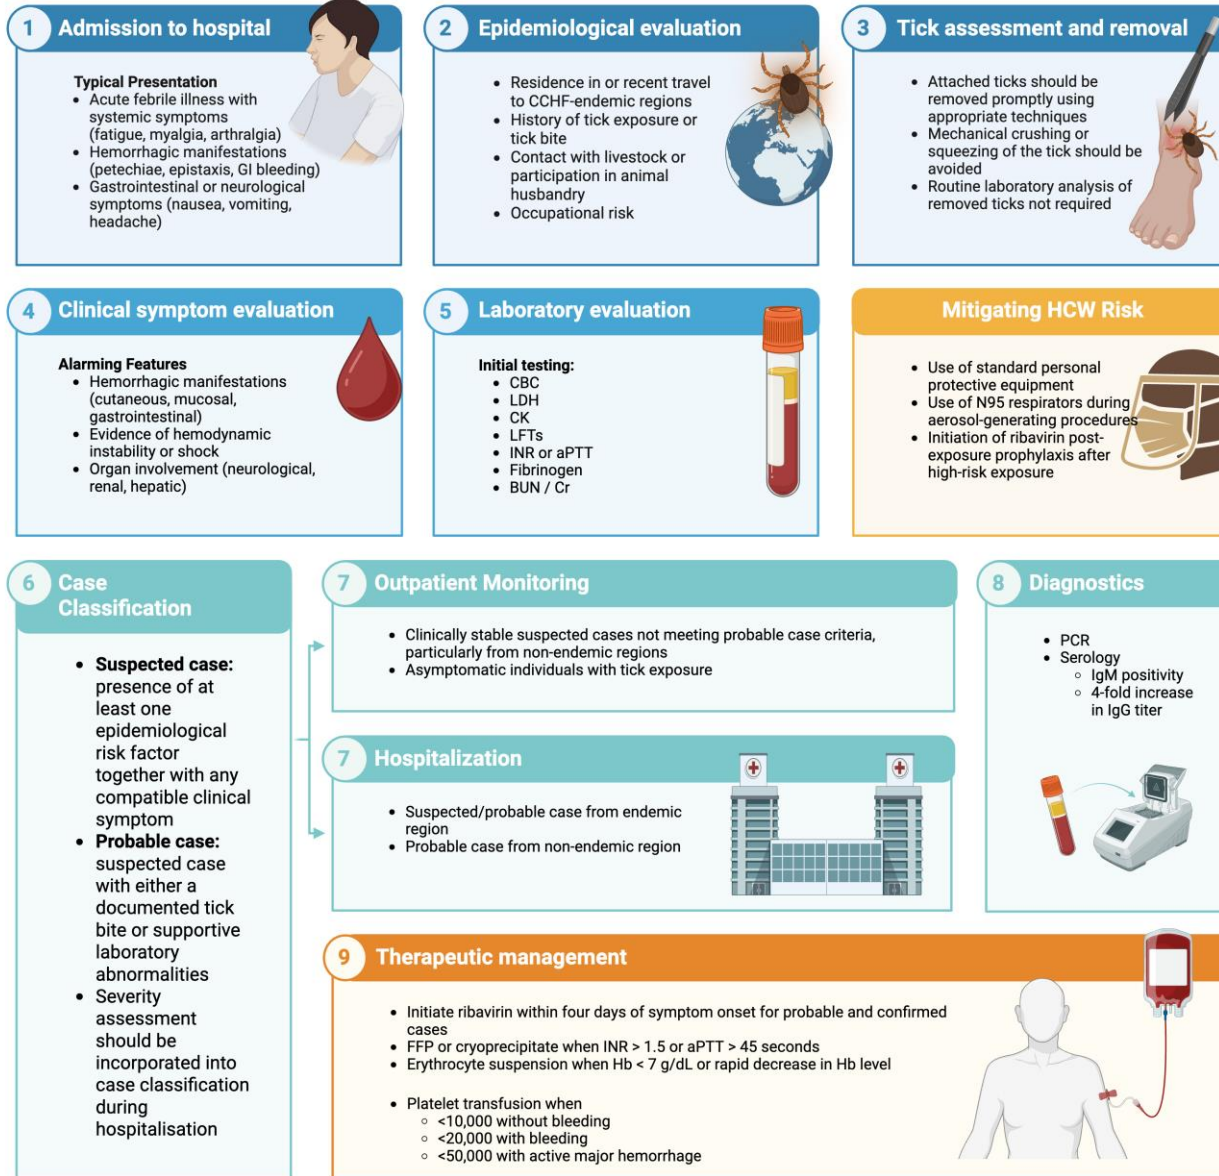 1 Admission to hospital
Typical Presentation
• Acute febrile illness with
systemic symptoms
(fatigue, myalgia, arthralgia)
• Hemorrhagic manifestations
(petechiae, epistaxis, GI bleeding)
• Gastrointestinal or neurological
symptoms (nausea, vomiting,
headache)
2 Epidemiological evaluation
• Residence in or recent travel
to CCHF-endemic regions
• History of tick exposure or
tick bite
• Contact with livestock or
participation in animal
husbandry
• Occupational risk
3 Tick assessment and removal
• Attached ticks should be
removed promptly using
appropriate techniques
• Mechanical crushing or
squeezing of the tick should be
avoided
• Routine laboratory analysis of
removed ticks not required
4 Clinical symptom evaluation
Alarming Features
• Hemorrhagic manifestations
(cutaneous, mucosal,
gastrointestinal)
• Evidence of hemodynamic
instability or shock
• Organ involvement (neurological,
renal, hepatic)
5 Laboratory evaluation
Initial testing:
• CBC
• LDH
• CK
• LFTs
• INR or aPTT
• Fibrinogen
• BUN / Cr
Mitigating HCW Risk
• Use of standard personal
protective equipment
• Use of N95 respirators during
aerosol-generating procedures
• Initiation of ribavirin post-
exposure prophylaxis after
high-risk exposure
6 Case
Classification
• Suspected case:
presence of at
least one
epidemiological
risk factor
together with any
compatible clinical
symptom
• Probable case:
suspected case
with either a
documented tick
bite or supportive
laboratory
abnormalities
• Severity
assessment
should be
incorporated into
case classification
during
hospitalisation
7 Outpatient Monitoring
• Clinically stable suspected cases not meeting probable case criteria,
particularly from non-endemic regions
• Asymptomatic individuals with tick exposure
7 Hospitalization
• Suspected/probable case from endemic
region
• Probable case from non-endemic region
8 Diagnostics
• PCR
• Serology
○ IgM positivity
○ 4-fold increase
in IgG titer
9 Therapeutic management
• Initiate ribavirin within four days of symptom onset for probable and confirmed
cases
• FFP or cryoprecipitate when INR > 1.5 or aPTT > 45 seconds
• Erythrocyte suspension when Hb < 7 g/dL or rapid decrease in Hb level
• Platelet transfusion when
○ <10,000 without bleeding
○ <20,000 with bleeding
○ <50,000 with active major hemorrhage